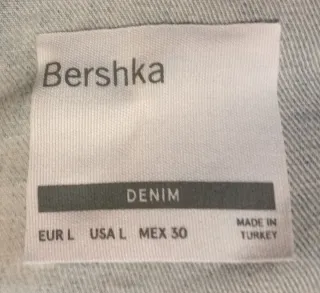 Bershka
DENIM
EUR L USA L MEX 30
MADE IN
TURKEY